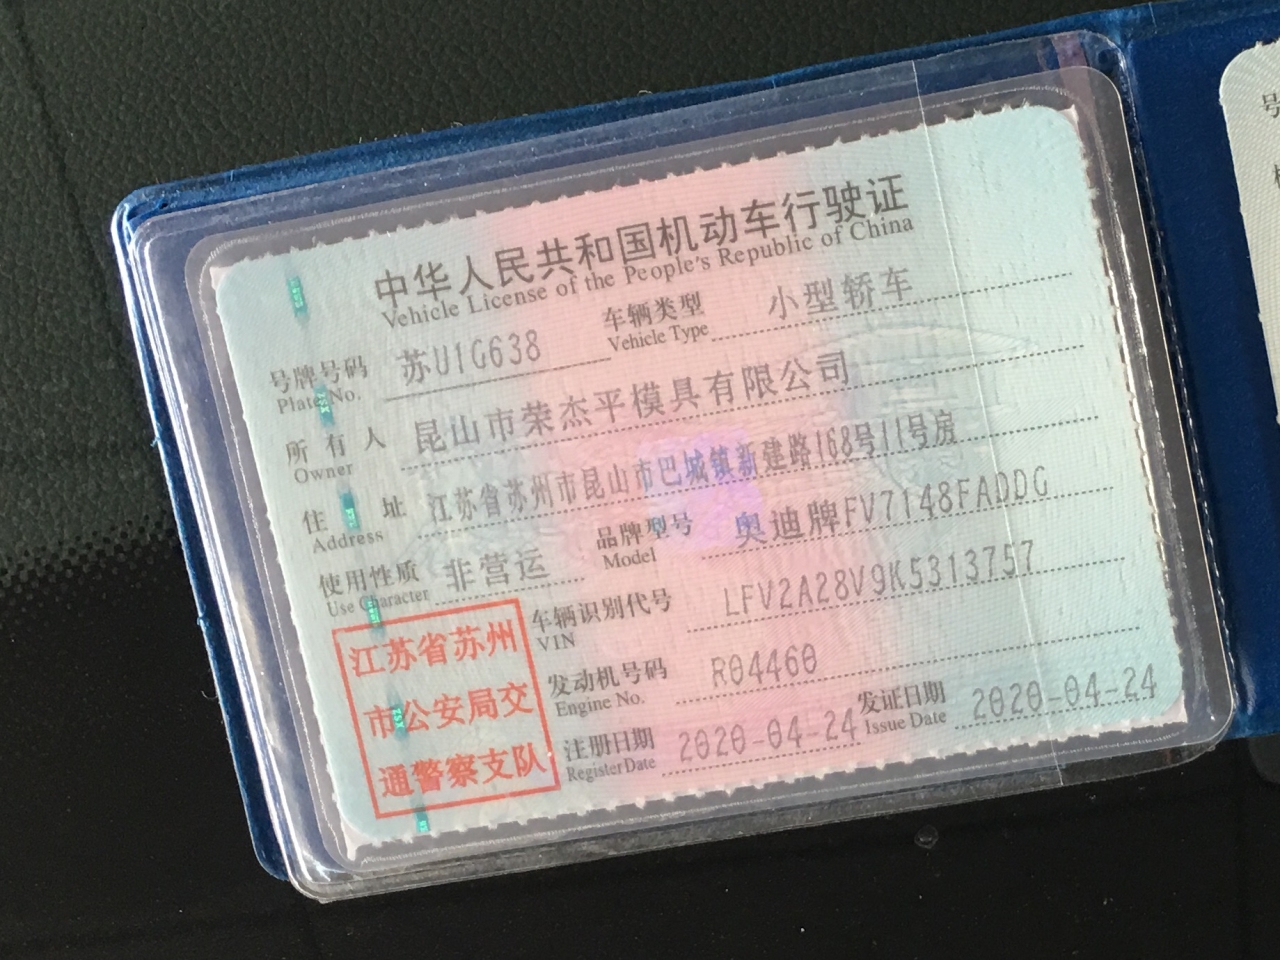 中华人民共和国机动车行驶证
Vehicle License of the People's Republic of China
号牌号码 苏U1G638 车辆类型 小型轿车
Plate No. Vehicle Type
所有人 昆山市荣杰平模具有限公司
Owner
住址 江苏省苏州市昆山市巴城镇新建路168号11号房
Address
使用性质 非营运 品牌型号 奥迪牌FV7148FADDG
Use Character Model
车辆识别代号 LFV2A28V9K5313757
VIN
发动机号码 R04460
Engine No.
注册日期 2020-04-24 发证日期 2020-04-24
Register Date Issue Date
江苏省苏州
市公安局交
通警察支队
号